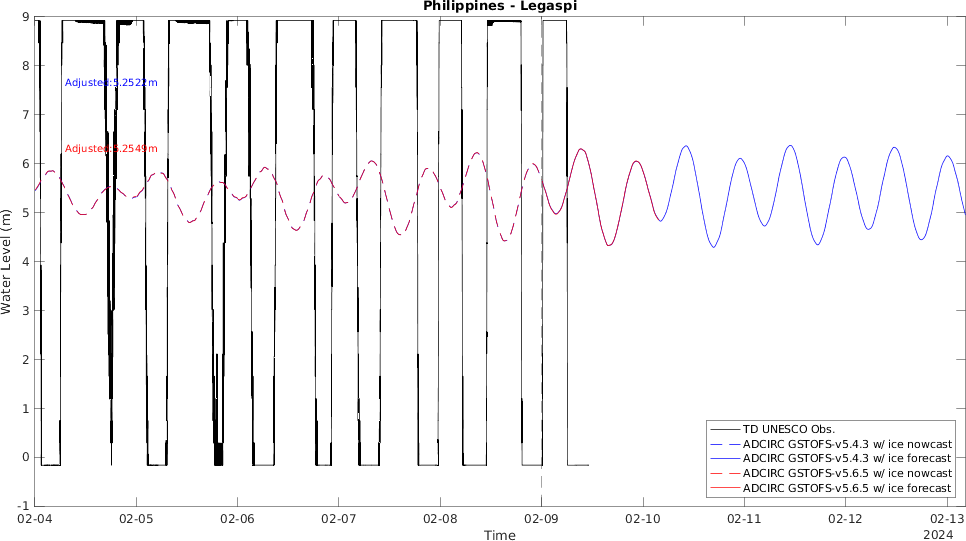 Philippines - Legaspi
9
8
7
6
5
4
3
2
1
0
-1
Water Level (m)
Adjusted:5.2522m
Adjusted:5.2549m
TD UNESCO Obs.
ADCIRC GSTOFS-v5.4.3 w/ ice nowcast
ADCIRC GSTOFS-v5.4.3 w/ ice forecast
ADCIRC GSTOFS-v5.6.5 w/ ice nowcast
ADCIRC GSTOFS-v5.6.5 w/ ice forecast
02-04 02-05 02-06 02-07 02-08 02-09 02-10 02-11 02-12 02-13
Time
2024